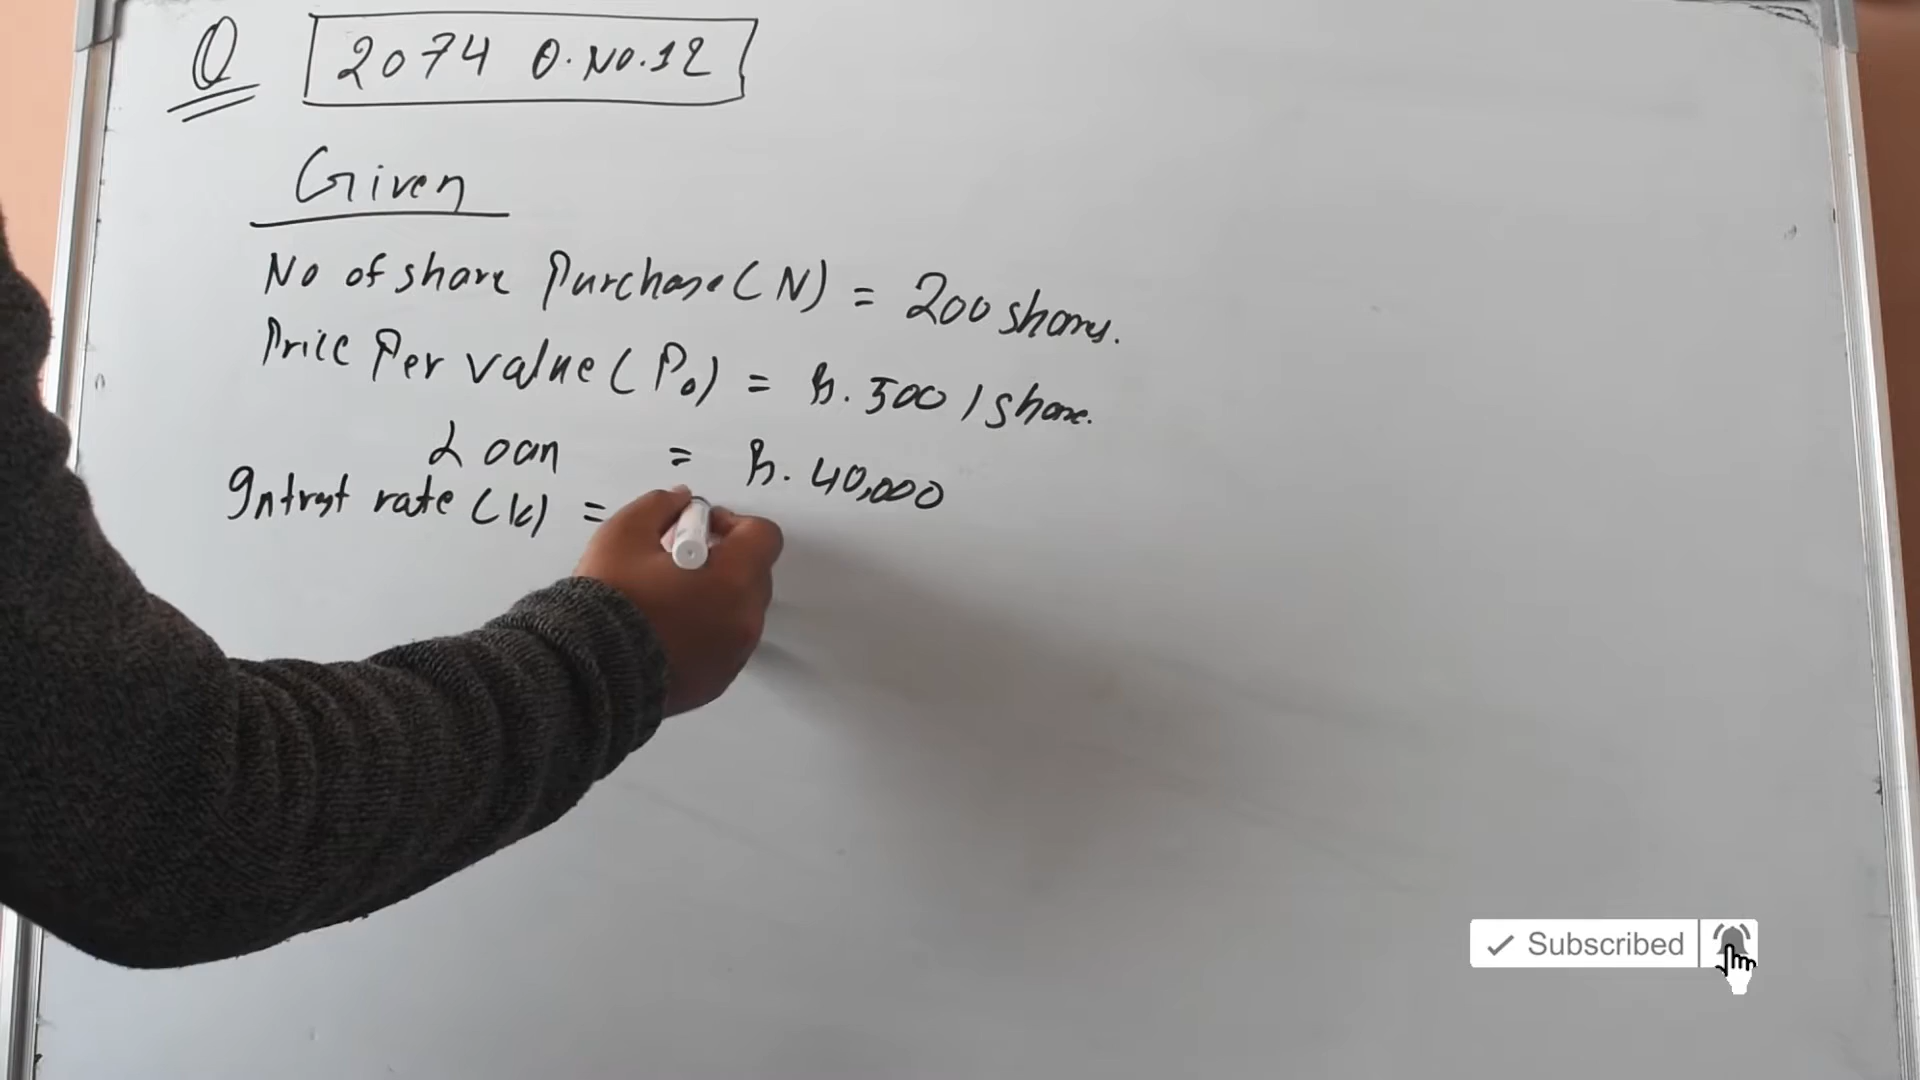 Q 2074 Q.No.12
Given
No of share Purchase (N) = 200 shares.
Price Per value (P₀) = Rs. 500 / share.
Loan = Rs. 40,000
Intrest rate (k) =
Subscribed